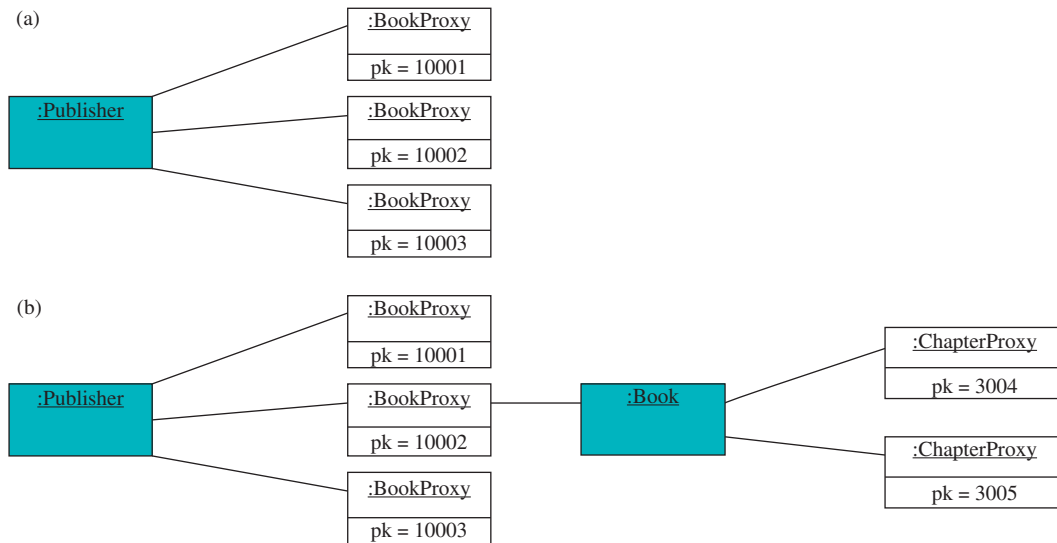 (a)
:BookProxy
pk = 10001
:Publisher
:BookProxy
pk = 10002
:BookProxy
pk = 10003
(b)
:BookProxy
pk = 10001
:Publisher
:BookProxy
pk = 10002
:BookProxy
pk = 10003
:Book
:ChapterProxy
pk = 3004
:ChapterProxy
pk = 3005